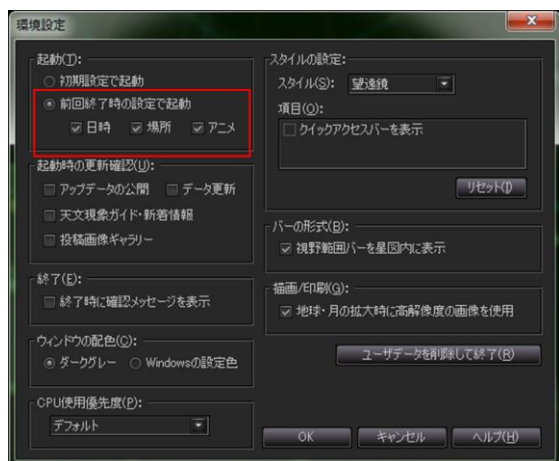 環境設定
起動(T):
初期設定で起動
前回終了時の設定で起動
日時 場所 アニメ
起動時の更新確認(U):
アップデータの公開 データ更新
天文現象ガイド・新着情報
投稿画像ギャラリー
終了(E):
終了時に確認メッセージを表示
ウィンドウの配色(C):
ダークグレー Windowsの設定色
CPU使用優先度(P):
デフォルト
スタイルの設定:
スタイル(S): 望遠鏡
項目(O):
クイックアクセスバーを表示
リセット(I)
バーの形式(B):
視野範囲バーを星図内に表示
描画/印刷(G):
地球・月の拡大時に高解像度の画像を使用
ユーザデータを削除して終了(R)
OK キャンセル ヘルプ(H)